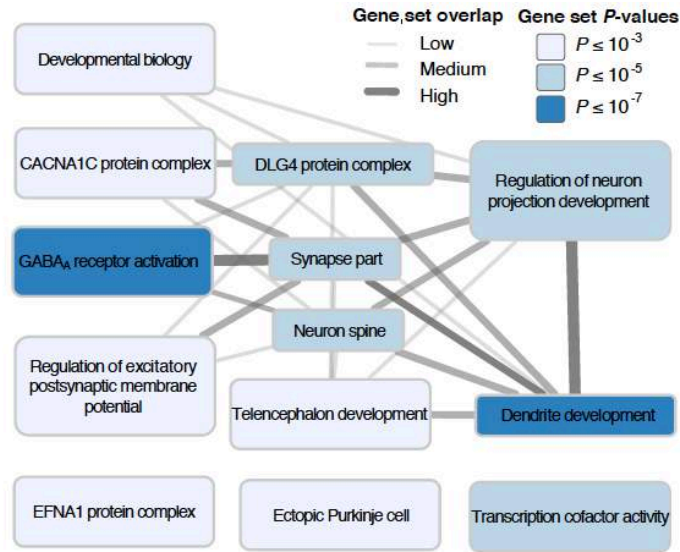 Gene,set overlap
Low
Medium
High
Gene set P-values
P ≤ 10⁻³
P ≤ 10⁻⁵
P ≤ 10⁻⁷
Developmental biology
CACNA1C protein complex
DLG4 protein complex
Regulation of neuron
projection development
GABAA receptor activation
Synapse part
Neuron spine
Regulation of excitatory
postsynaptic membrane
potential
Telencephalon development
Dendrite development
EFNA1 protein complex
Ectopic Purkinje cell
Transcription cofactor activity